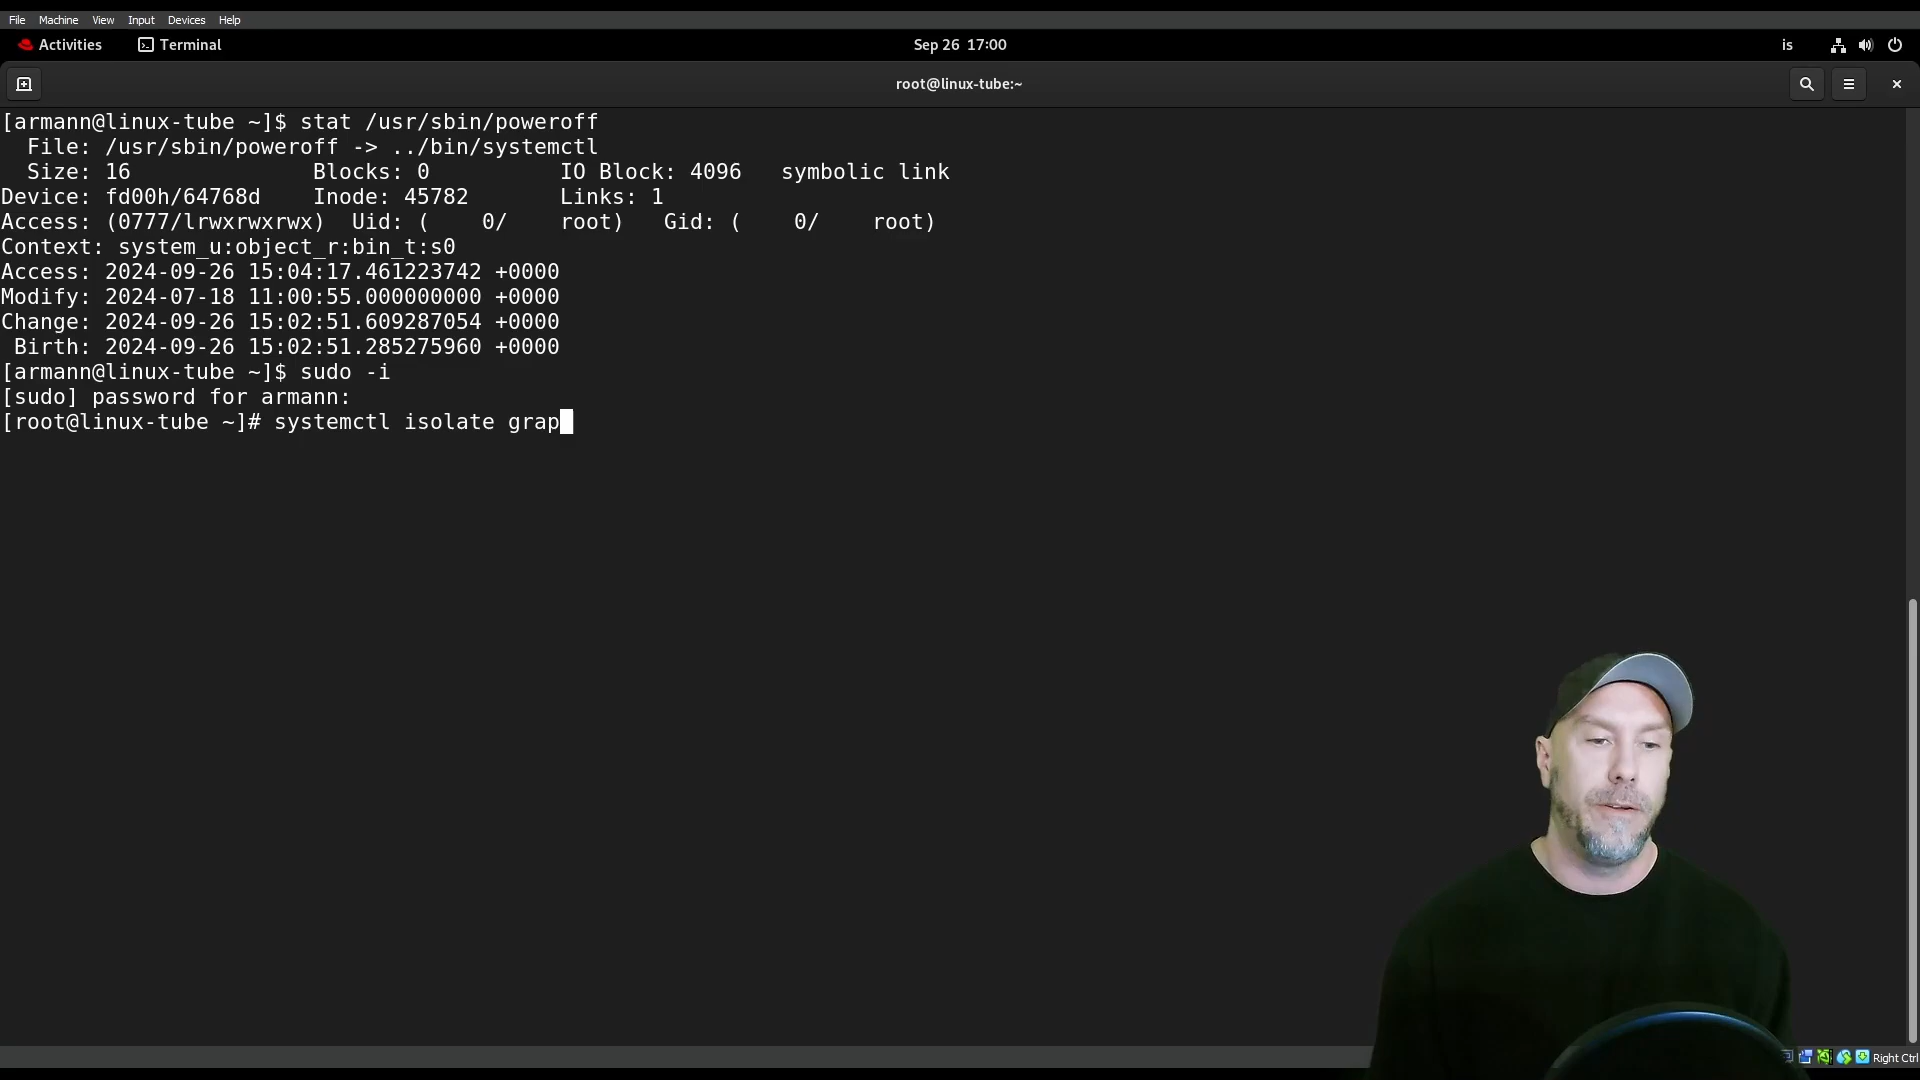 File Machine View Input Devices Help
Activities Terminal Sep 26 17:00 is
root@linux-tube:~
[armann@linux-tube ~]$ stat /usr/sbin/poweroff
  File: /usr/sbin/poweroff -> ../bin/systemctl
  Size: 16              Blocks: 0          IO Block: 4096   symbolic link
Device: fd00h/64768d    Inode: 45782       Links: 1
Access: (0777/lrwxrwxrwx)  Uid: (    0/    root)   Gid: (    0/    root)
Context: system_u:object_r:bin_t:s0
Access: 2024-09-26 15:04:17.461223742 +0000
Modify: 2024-07-18 11:00:55.000000000 +0000
Change: 2024-09-26 15:02:51.609287054 +0000
 Birth: 2024-09-26 15:02:51.285275960 +0000
[armann@linux-tube ~]$ sudo -i
[sudo] password for armann:
[root@linux-tube ~]# systemctl isolate grap
Right Ctrl